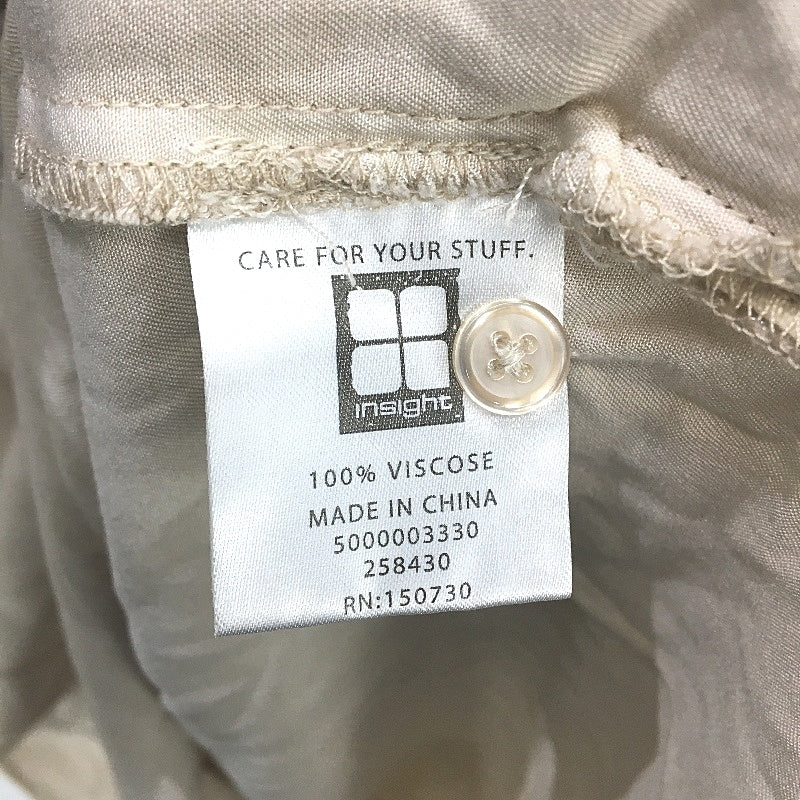 CARE FOR YOUR STUFF.
insight
100% VISCOSE
MADE IN CHINA
5000003330
258430
RN:150730